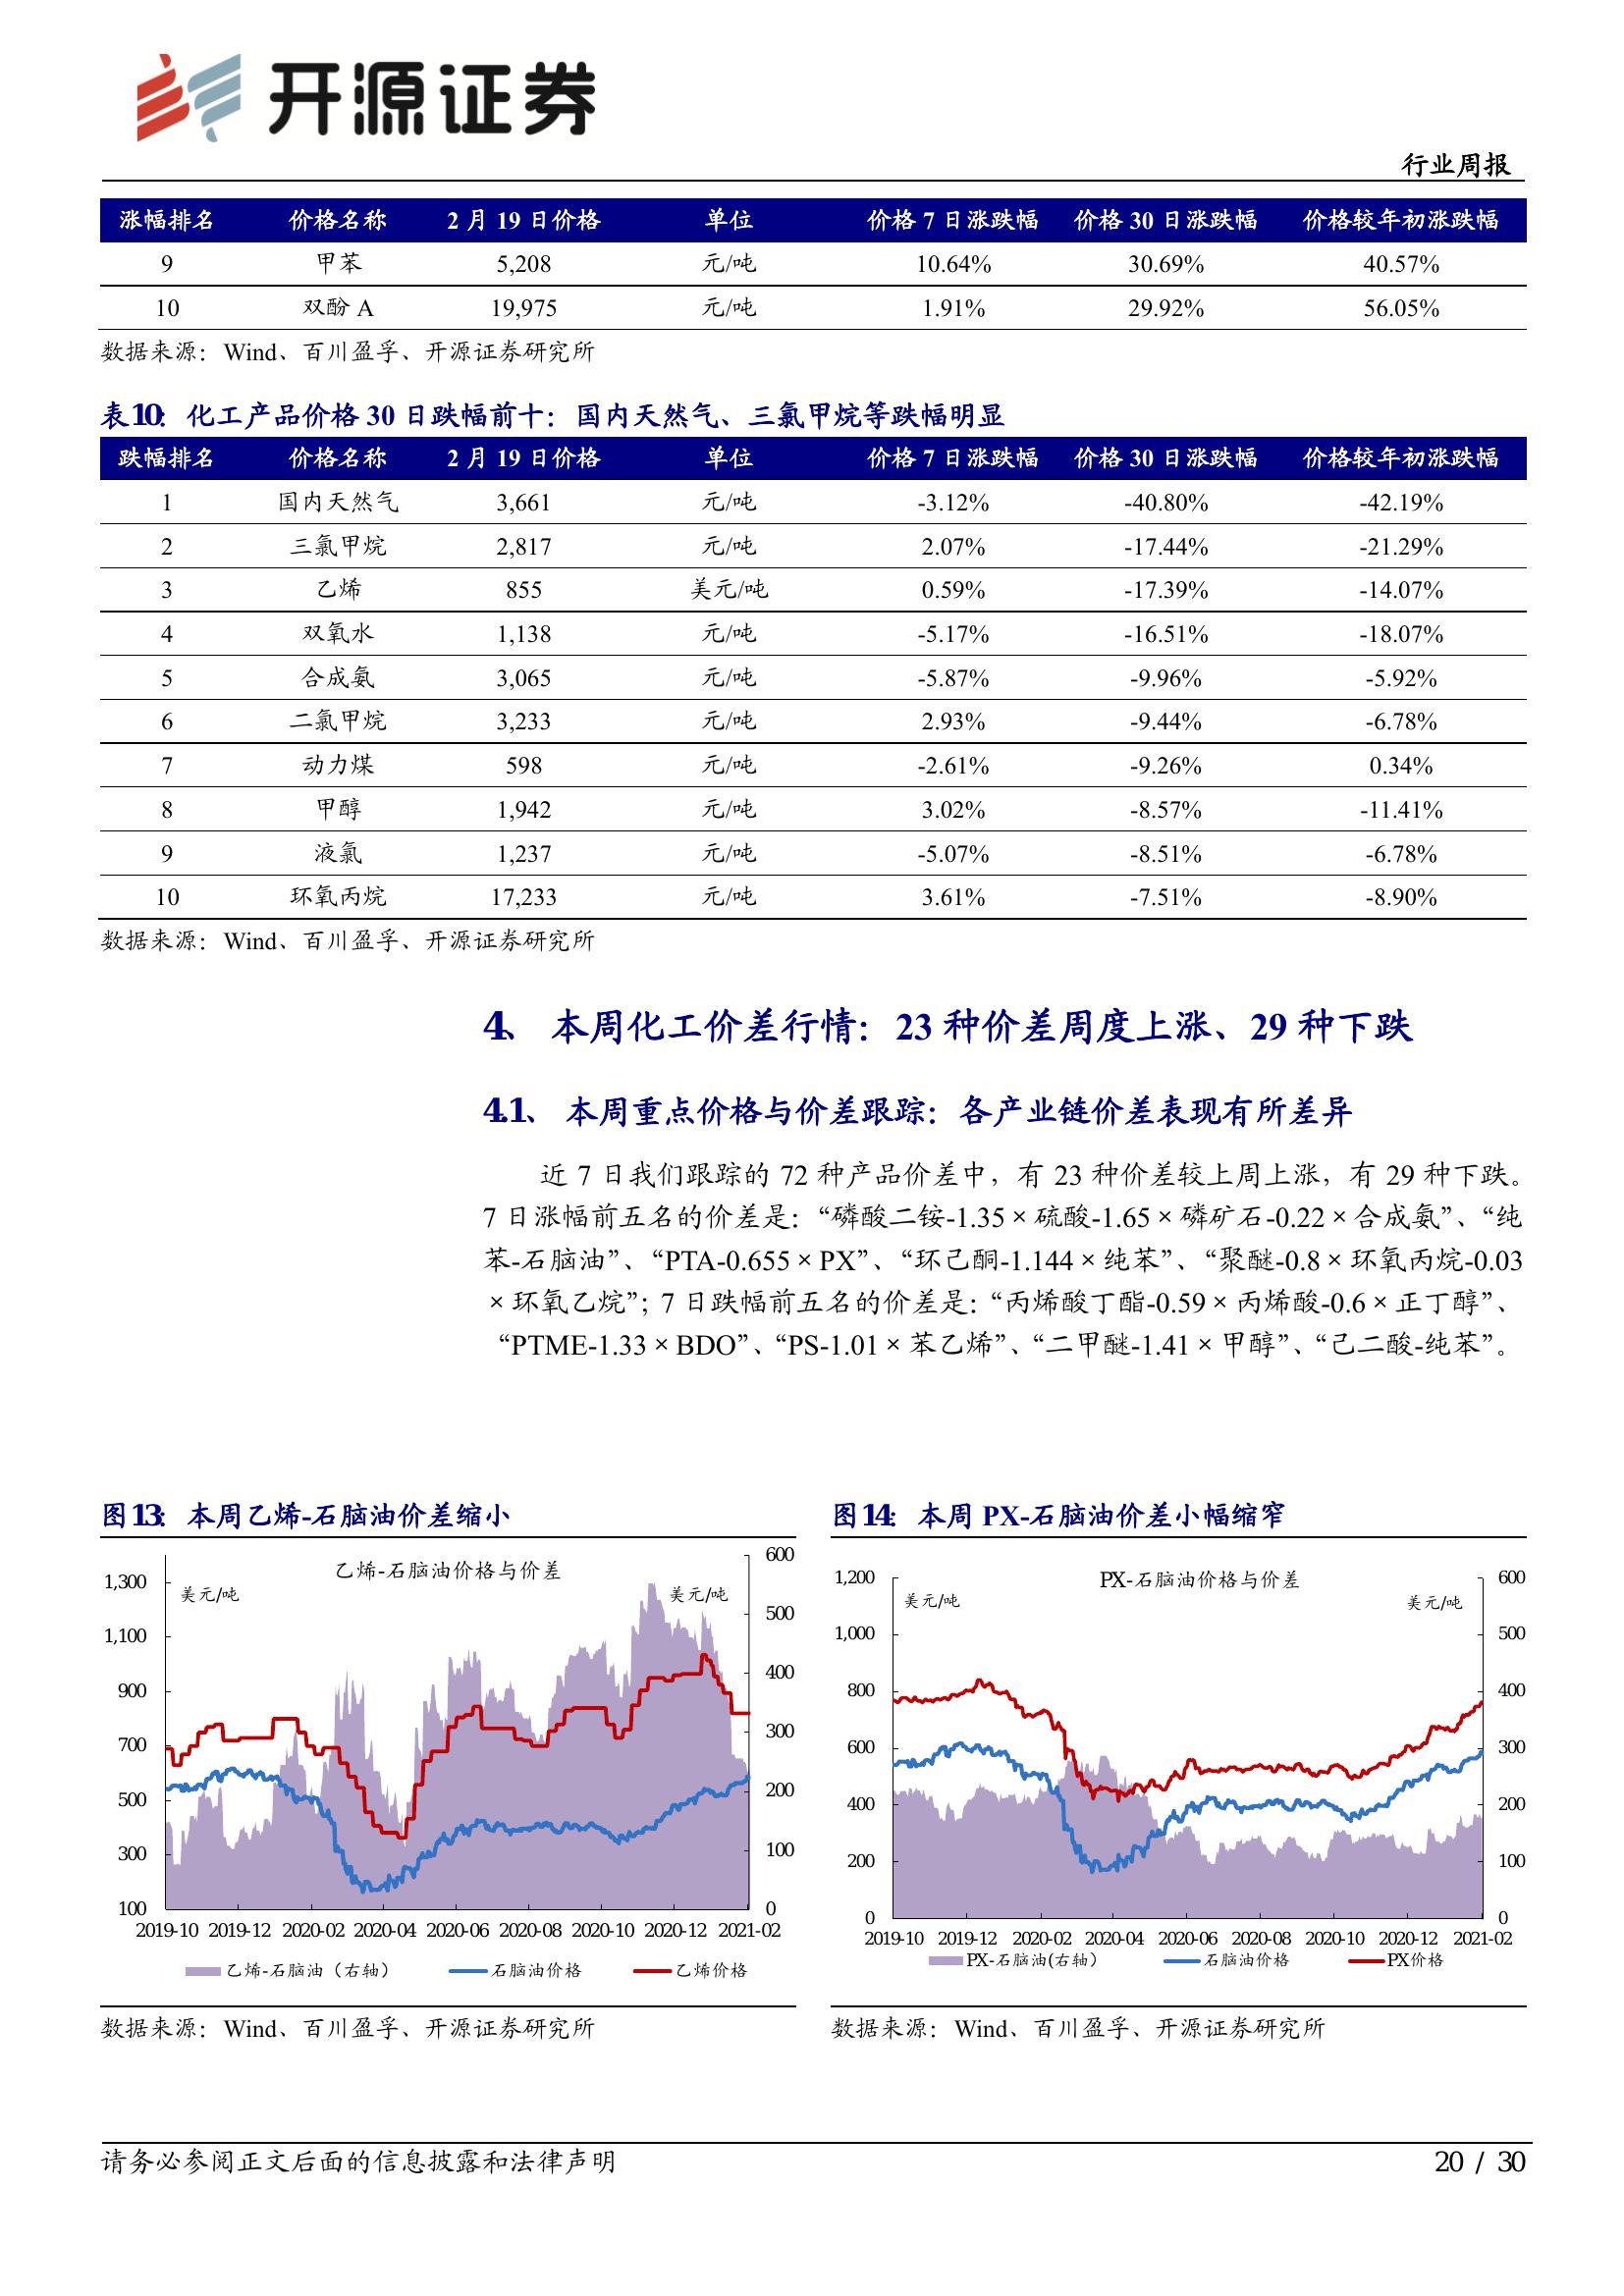 开源证券
行业周报
涨幅排名 价格名称 2 月 19 日价格 单位 价格 7 日涨跌幅 价格 30 日涨跌幅 价格较年初涨跌幅
9 甲苯 5,208 元/吨 10.64% 30.69% 40.57%
10 双酚 A 19,975 元/吨 1.91% 29.92% 56.05%
数据来源：Wind、百川盈孚、开源证券研究所
表10：化工产品价格 30 日跌幅前十：国内天然气、三氯甲烷等跌幅明显
跌幅排名 价格名称 2 月 19 日价格 单位 价格 7 日涨跌幅 价格 30 日涨跌幅 价格较年初涨跌幅
1 国内天然气 3,661 元/吨 -3.12% -40.80% -42.19%
2 三氯甲烷 2,817 元/吨 2.07% -17.44% -21.29%
3 乙烯 855 美元/吨 0.59% -17.39% -14.07%
4 双氧水 1,138 元/吨 -5.17% -16.51% -18.07%
5 合成氨 3,065 元/吨 -5.87% -9.96% -5.92%
6 二氯甲烷 3,233 元/吨 2.93% -9.44% -6.78%
7 动力煤 598 元/吨 -2.61% -9.26% 0.34%
8 甲醇 1,942 元/吨 3.02% -8.57% -11.41%
9 液氯 1,237 元/吨 -5.07% -8.51% -6.78%
10 环氧丙烷 17,233 元/吨 3.61% -7.51% -8.90%
数据来源：Wind、百川盈孚、开源证券研究所
4、 本周化工价差行情：23 种价差周度上涨、29 种下跌
4.1、 本周重点价格与价差跟踪：各产业链价差表现有所差异
近 7 日我们跟踪的 72 种产品价差中，有 23 种价差较上周上涨，有 29 种下跌。
7 日涨幅前五名的价差是：“磷酸二铵-1.35×硫酸-1.65×磷矿石-0.22×合成氨”、“纯
苯-石脑油”、“PTA-0.655×PX”、“环己酮-1.144×纯苯”、“聚醚-0.8×环氧丙烷-0.03
×环氧乙烷”；7 日跌幅前五名的价差是：“丙烯酸丁酯-0.59×丙烯酸-0.6×正丁醇”、
“PTME-1.33×BDO”、“PS-1.01×苯乙烯”、“二甲醚-1.41×甲醇”、“己二酸-纯苯”。
图13：本周乙烯-石脑油价差缩小
乙烯-石脑油价格与价差
美元/吨 美元/吨
1,300
1,100
900
700
500
300
100
600
500
400
300
200
100
0
2019-10 2019-12 2020-02 2020-04 2020-06 2020-08 2020-10 2020-12 2021-02
乙烯-石脑油（右轴） 石脑油价格 乙烯价格
数据来源：Wind、百川盈孚、开源证券研究所
图14：本周 PX-石脑油价差小幅缩窄
PX-石脑油价格与价差
美元/吨 美元/吨
1,200
1,000
800
600
400
200
0
600
500
400
300
200
100
0
2019-10 2019-12 2020-02 2020-04 2020-06 2020-08 2020-10 2020-12 2021-02
PX-石脑油(右轴） 石脑油价格 PX价格
数据来源：Wind、百川盈孚、开源证券研究所
请务必参阅正文后面的信息披露和法律声明
20 / 30